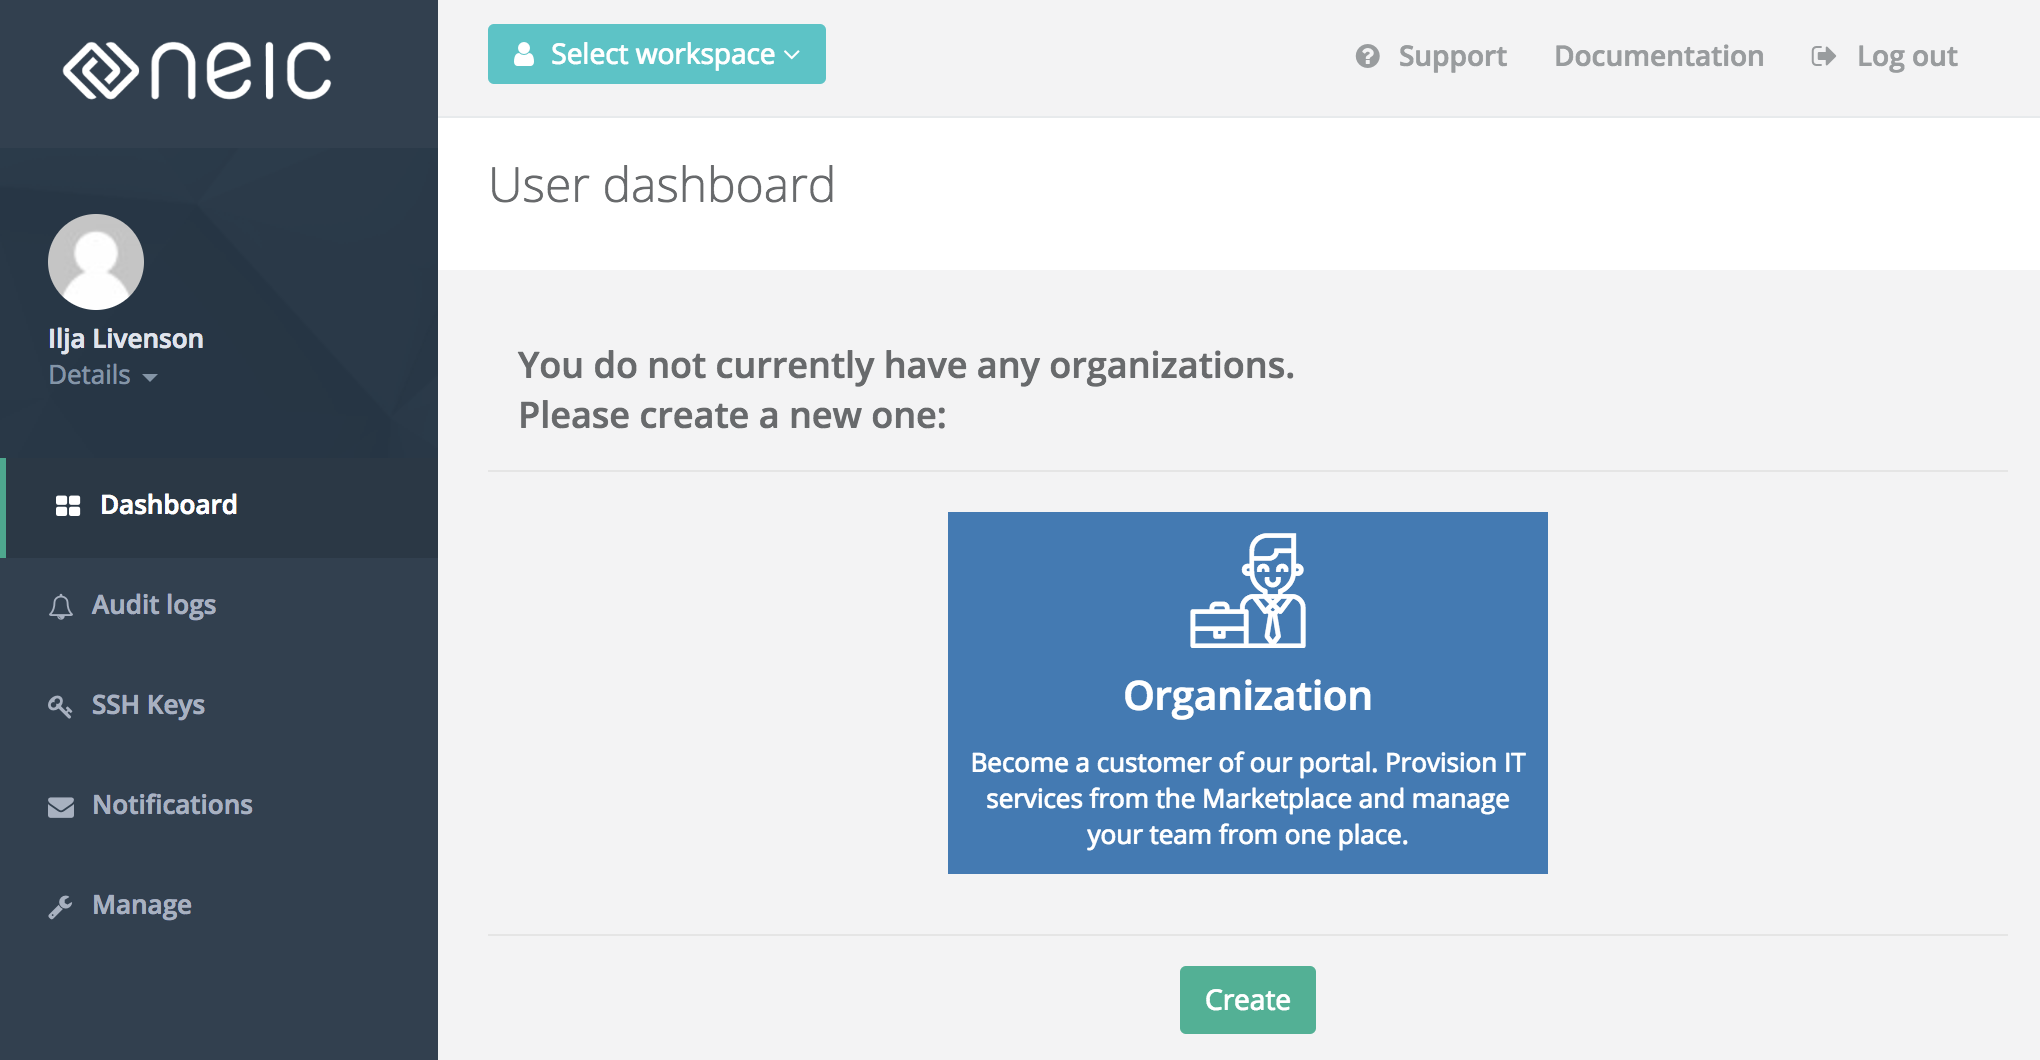 neic
Select workspace
Support
Documentation
Log out
User dashboard
Ilja Livenson
Details
Dashboard
Audit logs
SSH Keys
Notifications
Manage
You do not currently have any organizations.
Please create a new one:
Organization
Become a customer of our portal. Provision IT
services from the Marketplace and manage
your team from one place.
Create